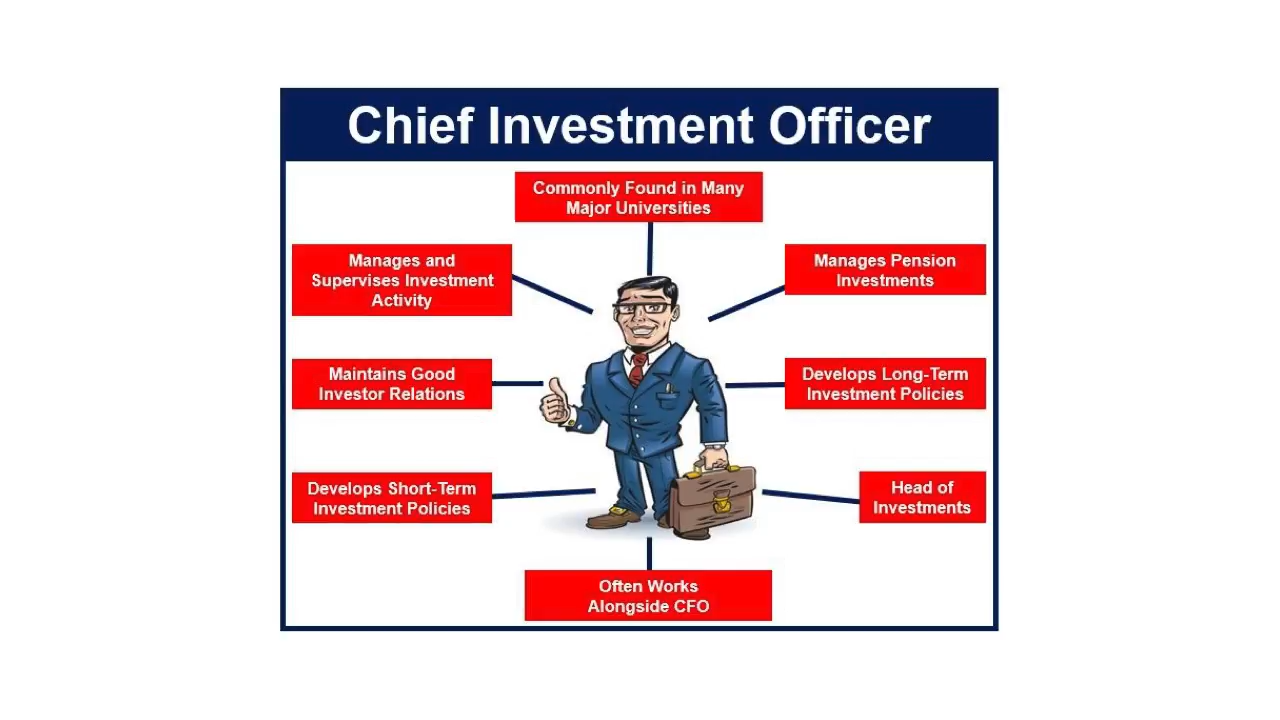 Chief Investment Officer
Commonly Found in Many
Major Universities
Manages and
Supervises Investment
Activity
Manages Pension
Investments
Maintains Good
Investor Relations
Develops Long-Term
Investment Policies
Develops Short-Term
Investment Policies
Head of
Investments
Often Works
Alongside CFO